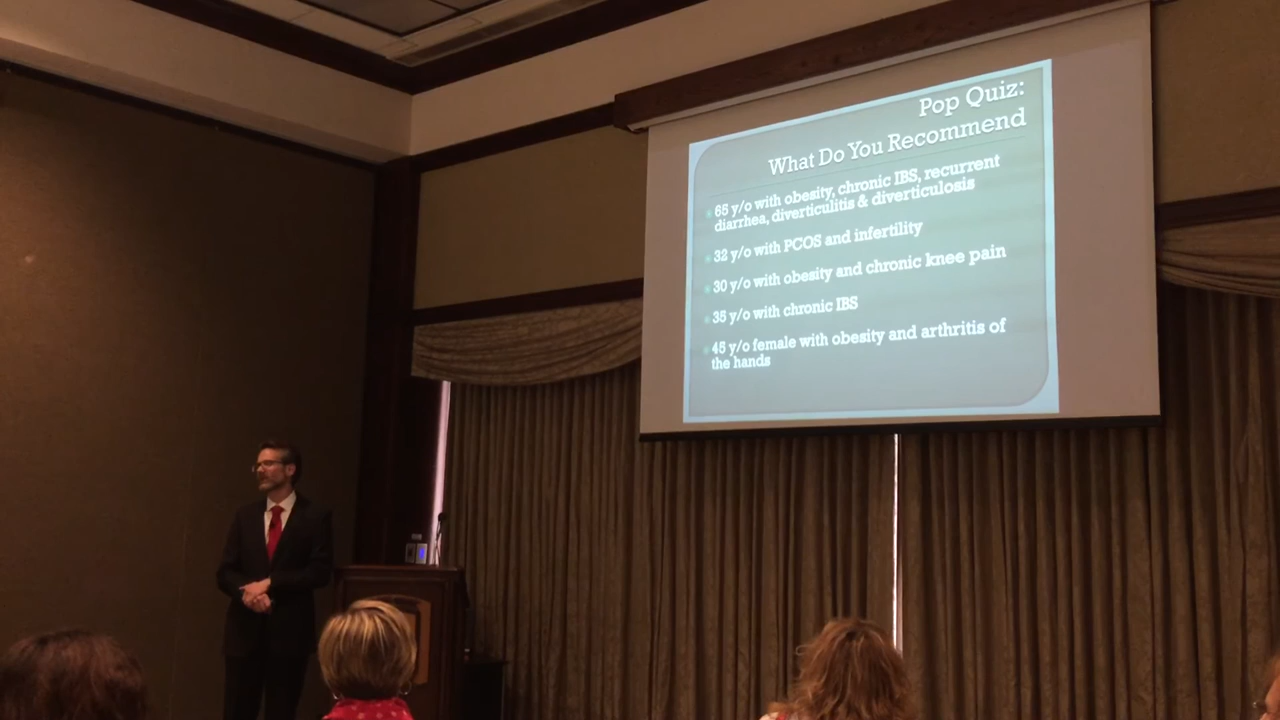 Pop Quiz:
What Do You Recommend
65 y/o with obesity, chronic IBS, recurrent
diarrhea, diverticulitis & diverticulosis
32 y/o with PCOS and infertility
30 y/o with obesity and chronic knee pain
35 y/o with chronic IBS
45 y/o female with obesity and arthritis of
the hands